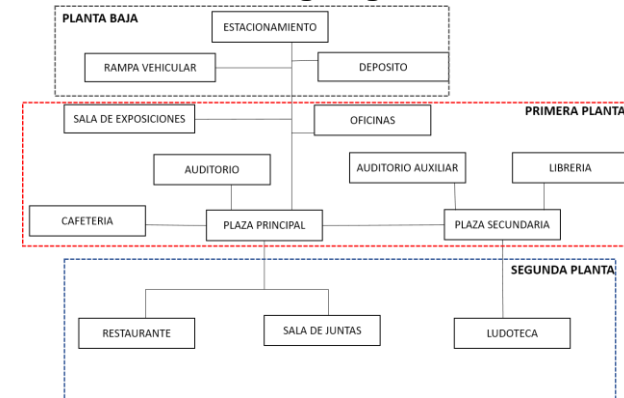 PLANTA BAJA
ESTACIONAMIENTO
RAMPA VEHICULAR
DEPOSITO
PRIMERA PLANTA
SALA DE EXPOSICIONES
OFICINAS
AUDITORIO
AUDITORIO AUXILIAR
LIBRERIA
CAFETERIA
PLAZA PRINCIPAL
PLAZA SECUNDARIA
SEGUNDA PLANTA
RESTAURANTE
SALA DE JUNTAS
LUDOTECA